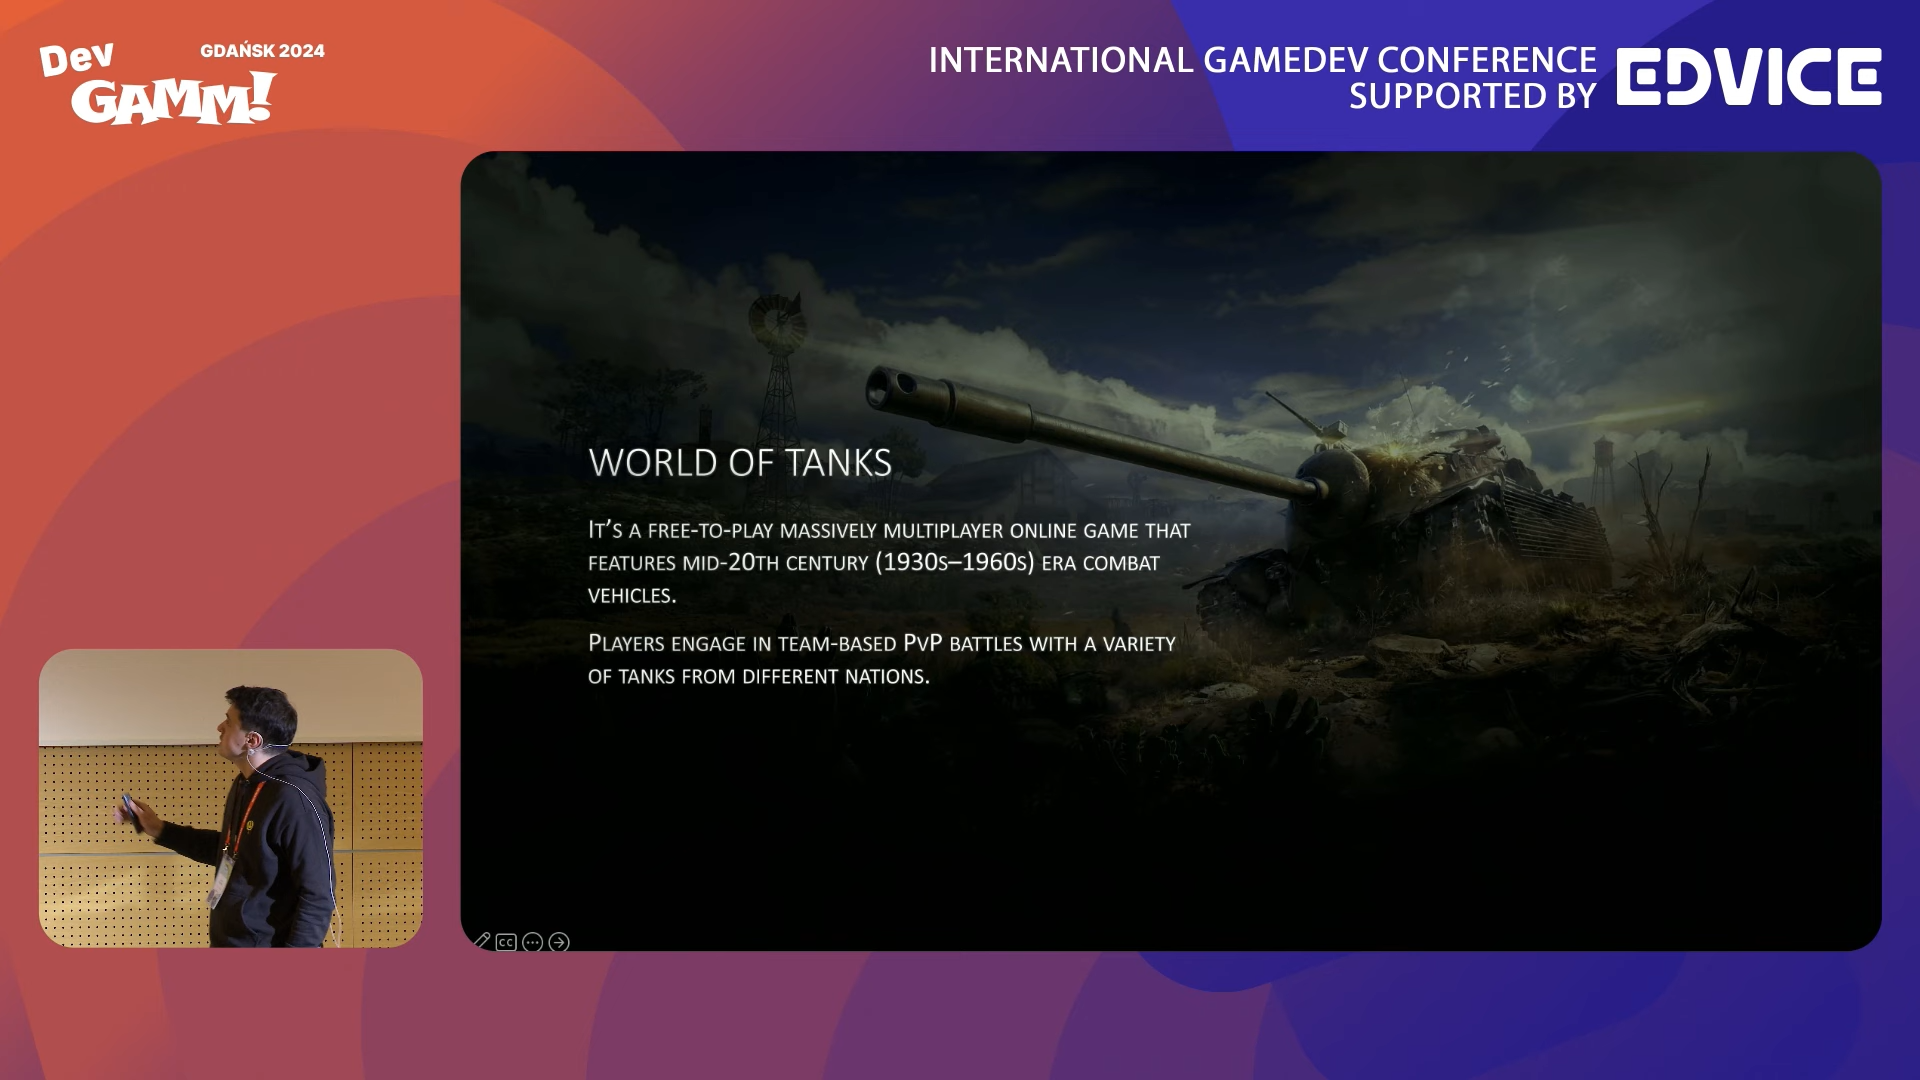 Dev
GAMM!
GDAŃSK 2024
INTERNATIONAL GAMEDEV CONFERENCE
SUPPORTED BY
EDVICE
WORLD OF TANKS
It's a free-to-play massively multiplayer online game that
features mid-20th century (1930s–1960s) era combat
vehicles.
Players engage in team-based PvP battles with a variety
of tanks from different nations.
CC